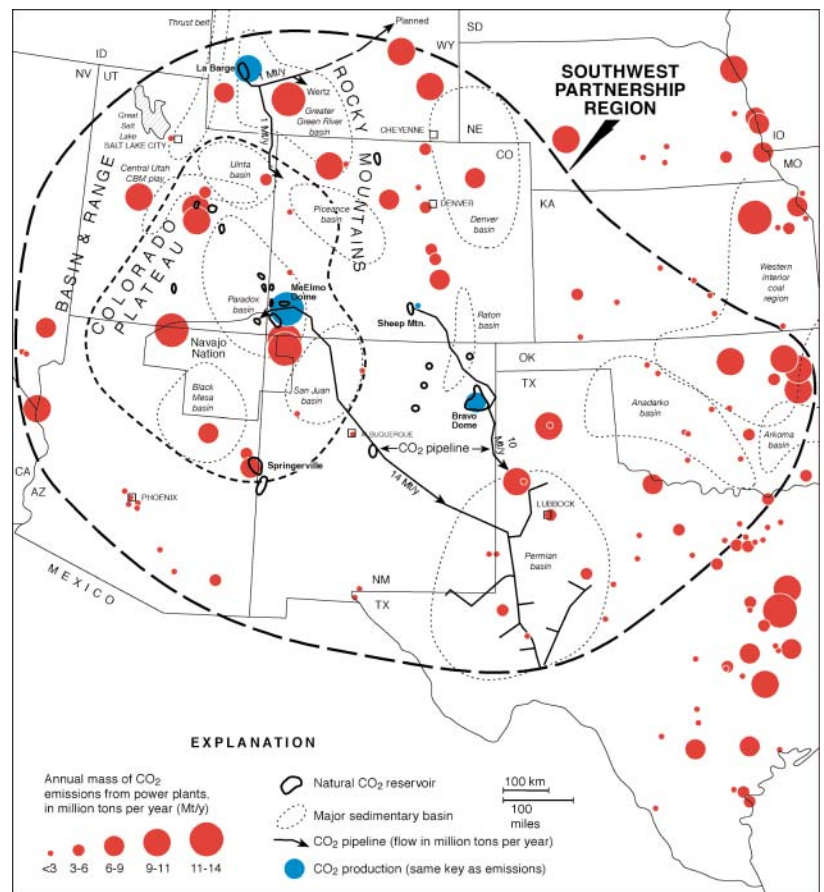 Thrust belt
Planned
SD
ID
WY
NV
UT
La Barge
1 Mt/y
Wertz
SOUTHWEST
PARTNERSHIP
REGION
Great
Salt
Lake
SALT LAKE CITY
1 Mt/y
Greater
Green River
basin
ROCKY MOUNTAINS
CHEYENNE
NE
IO
MO
CO
KA
Central Utah
CBM play
Uinta
basin
Piceance
basin
DENVER
Denver
basin
BASIN & RANGE
COLORADO
PLATEAU
McElmo
Dome
Paradox
basin
Sheep Mtn.
Raton
basin
Western
interior
coal
region
Navajo
Nation
OK
TX
Black
Mesa
basin
San Juan
basin
Bravo
Dome
Anadarko
basin
Arkoma
basin
ALBUQUERQUE
CO2 pipeline
10
Mt/y
CA
AZ
Springerville
14 Mt/y
PHOENIX
LUBBOCK
Permian
basin
MEXICO
NM
TX
EXPLANATION
Annual mass of CO2
emissions from power plants,
in million tons per year (Mt/y)
<3 3-6 6-9 9-11 11-14
Natural CO2 reservoir
Major sedimentary basin
CO2 pipeline (flow in million tons per year)
CO2 production (same key as emissions)
100 km
100
miles